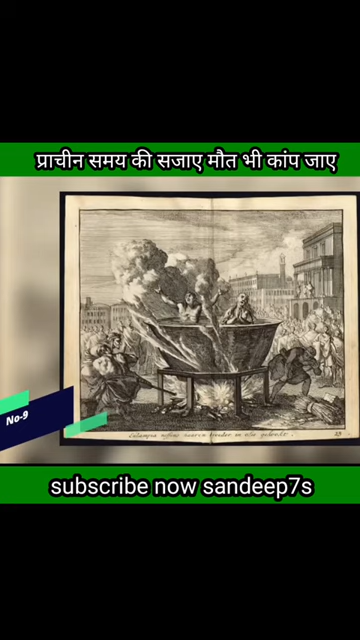 प्राचीन समय की सजाए मौत भी कांप जाए
No-9
subscribe now sandeep7s